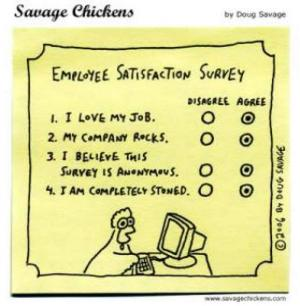 Savage Chickens
by Doug Savage
EMPLOYEE SATISFACTION SURVEY
DISAGREE AGREE
1. I LOVE MY JOB.
2. MY COMPANY ROCKS.
3. I BELIEVE THIS
SURVEY IS ANONYMOUS.
4. I AM COMPLETELY STONED.
© 2006 BY DOUG SAVAGE
www.savagechickens.com